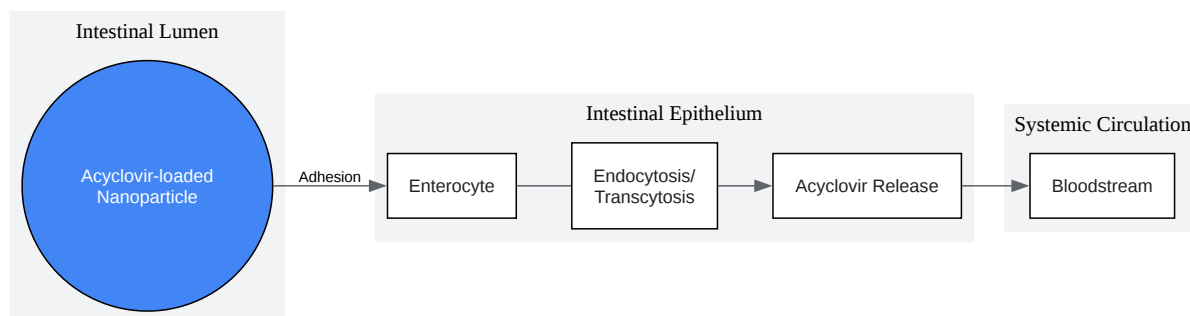 Intestinal Lumen
Acyclovir-loaded
Nanoparticle
Adhesion
Intestinal Epithelium
Enterocyte
Endocytosis/
Transcytosis
Acyclovir Release
Systemic Circulation
Bloodstream